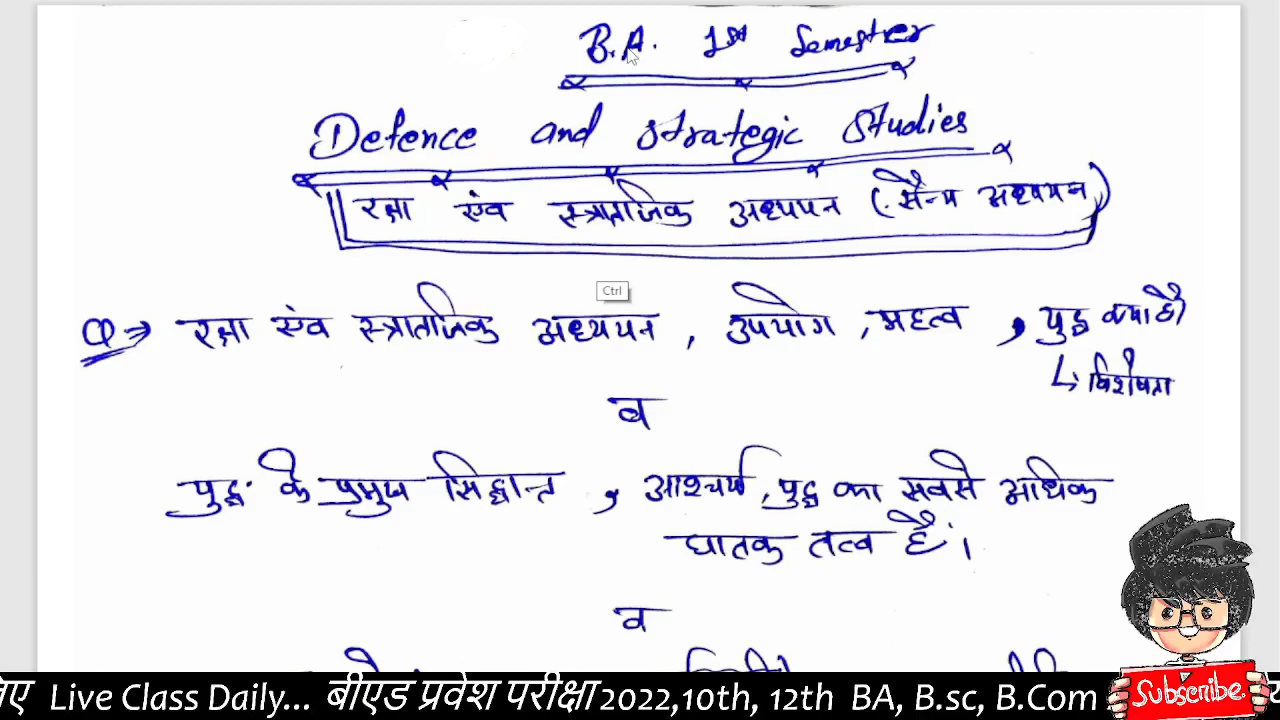 B.A. 1st Semester
Defence and Strategic Studies
रक्षा एंव स्त्रातजिक अध्ययन (सैन्य अध्ययन)
Ctrl
Q⇒ रक्षा एंव स्त्रातजिक अध्ययन, उपयोग, महत्व, युद्ध क्या है
↳ विशेषता
व
युद्ध के प्रमुख सिद्धान्त, आश्चर्य, युद्ध का सबसे अधिक
घातक तत्व है।
व
Live Class Daily... बीएड प्रवेश परीक्षा 2022,10th, 12th BA, B.sc, B.Com
Subscribe.